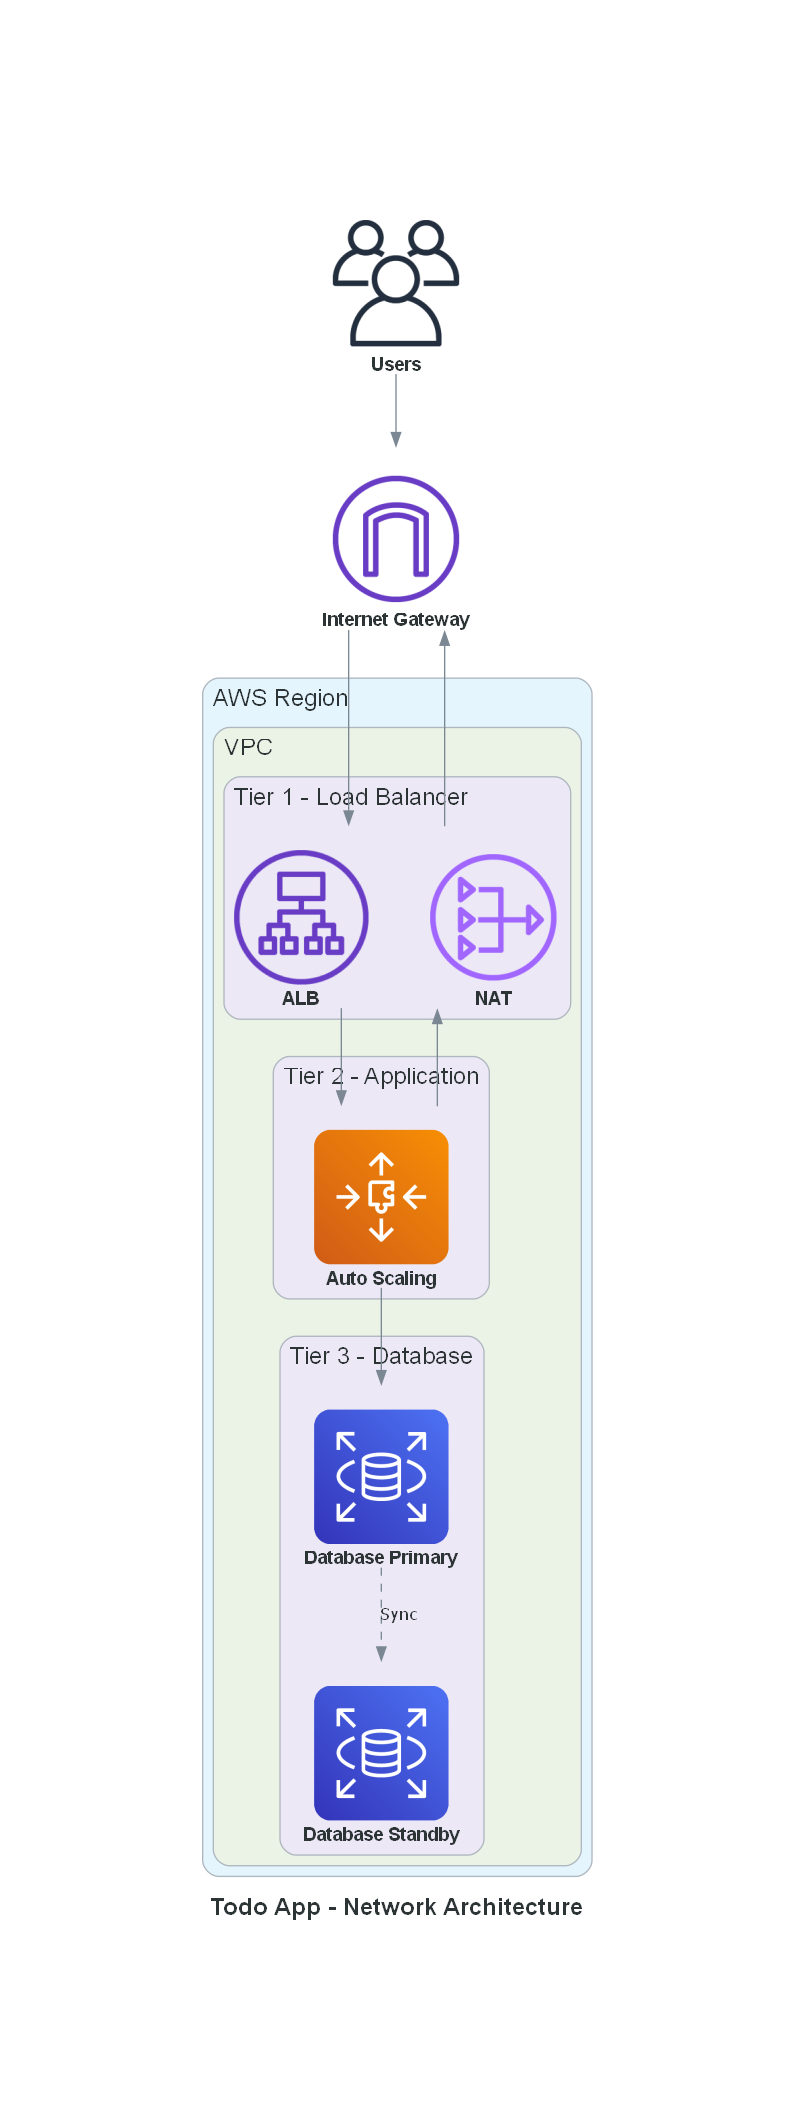 Users
Internet Gateway
AWS Region
VPC
Tier 1 - Load Balander
ALB
NAT
Tier 2 - Application
Auto Scaling
Tier 3 - Database
Database Primary
Sync
Database Standby
Todo App - Network Architecture